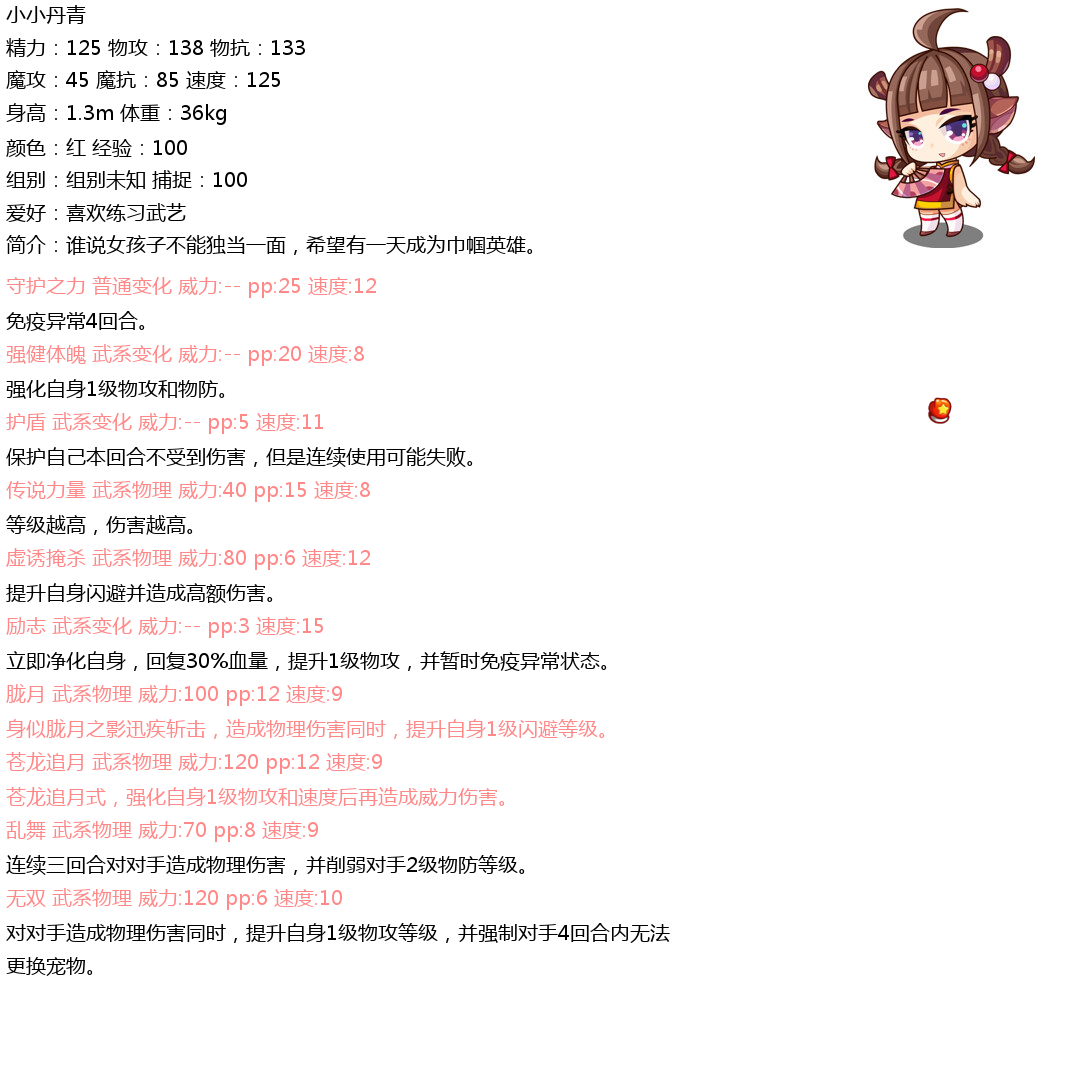 小小丹青
精力：125 物攻：138 物抗：133
魔攻：45 魔抗：85 速度：125
身高：1.3m 体重：36kg
颜色：红 经验：100
组别：组别未知 捕捉：100
爱好：喜欢练习武艺
简介：谁说女孩子不能独当一面，希望有一天成为巾帼英雄。
守护之力 普通变化 威力:-- pp:25 速度:12
免疫异常4回合。
强健体魄 武系变化 威力:-- pp:20 速度:8
强化自身1级物攻和物防。
护盾 武系变化 威力:-- pp:5 速度:11
保护自己本回合不受到伤害，但是连续使用可能失败。
传说力量 武系物理 威力:40 pp:15 速度:8
等级越高，伤害越高。
虚诱掩杀 武系物理 威力:80 pp:6 速度:12
提升自身闪避并造成高额伤害。
励志 武系变化 威力:-- pp:3 速度:15
立即净化自身，回复30%血量，提升1级物攻，并暂时免疫异常状态。
胧月 武系物理 威力:100 pp:12 速度:9
身似胧月之影迅疾斩击，造成物理伤害同时，提升自身1级闪避等级。
苍龙追月 武系物理 威力:120 pp:12 速度:9
苍龙追月式，强化自身1级物攻和速度后再造成威力伤害。
乱舞 武系物理 威力:70 pp:8 速度:9
连续三回合对对手造成物理伤害，并削弱对手2级物防等级。
无双 武系物理 威力:120 pp:6 速度:10
对对手造成物理伤害同时，提升自身1级物攻等级，并强制对手4回合内无法
更换宠物。